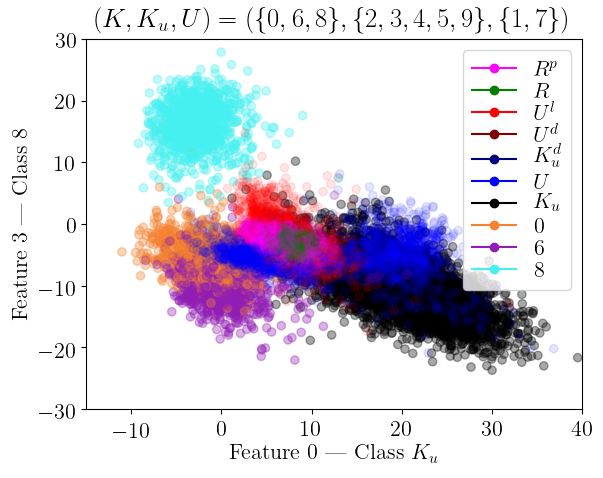 (K, K_u, U) = ({0, 6, 8}, {2, 3, 4, 5, 9}, {1, 7})
30
20
10
0
−10
−20
−30
Feature 3 — Class 8
R^p
R
U^l
U^d
K_u^d
U
K_u
0
6
8
−10 0 10 20 30 40
Feature 0 — Class K_u